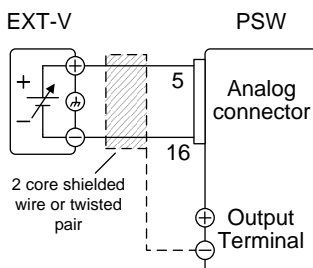 EXT-V
PSW
+
−
+
−
5
16
Analog
connector
2 core shielded
wire or twisted
pair
+
−
Output
Terminal